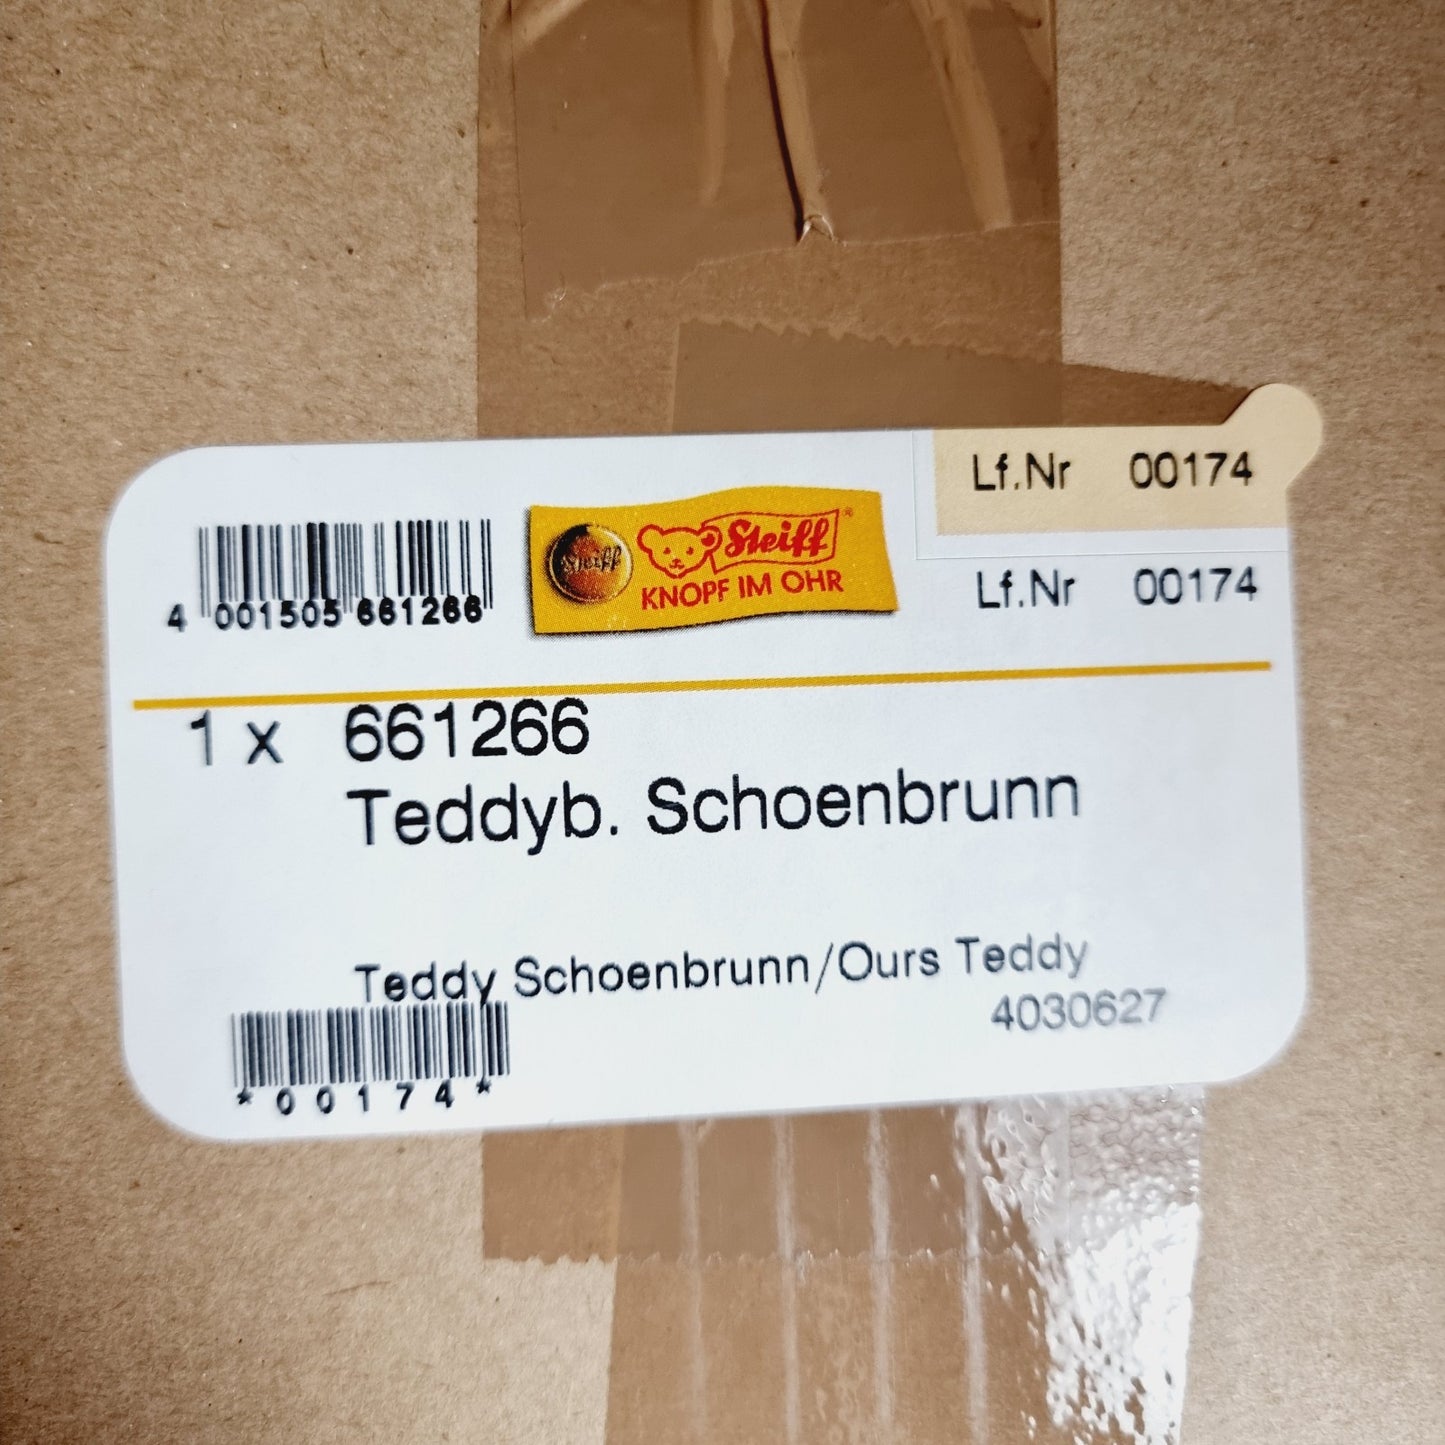 Lf.Nr 00174
Steiff
Steiff®
KNOPF IM OHR
4 001505 661266
Lf.Nr 00174
1 x 661266
Teddyb. Schoenbrunn
Teddy Schoenbrunn/Ours Teddy
4030627
*00174*